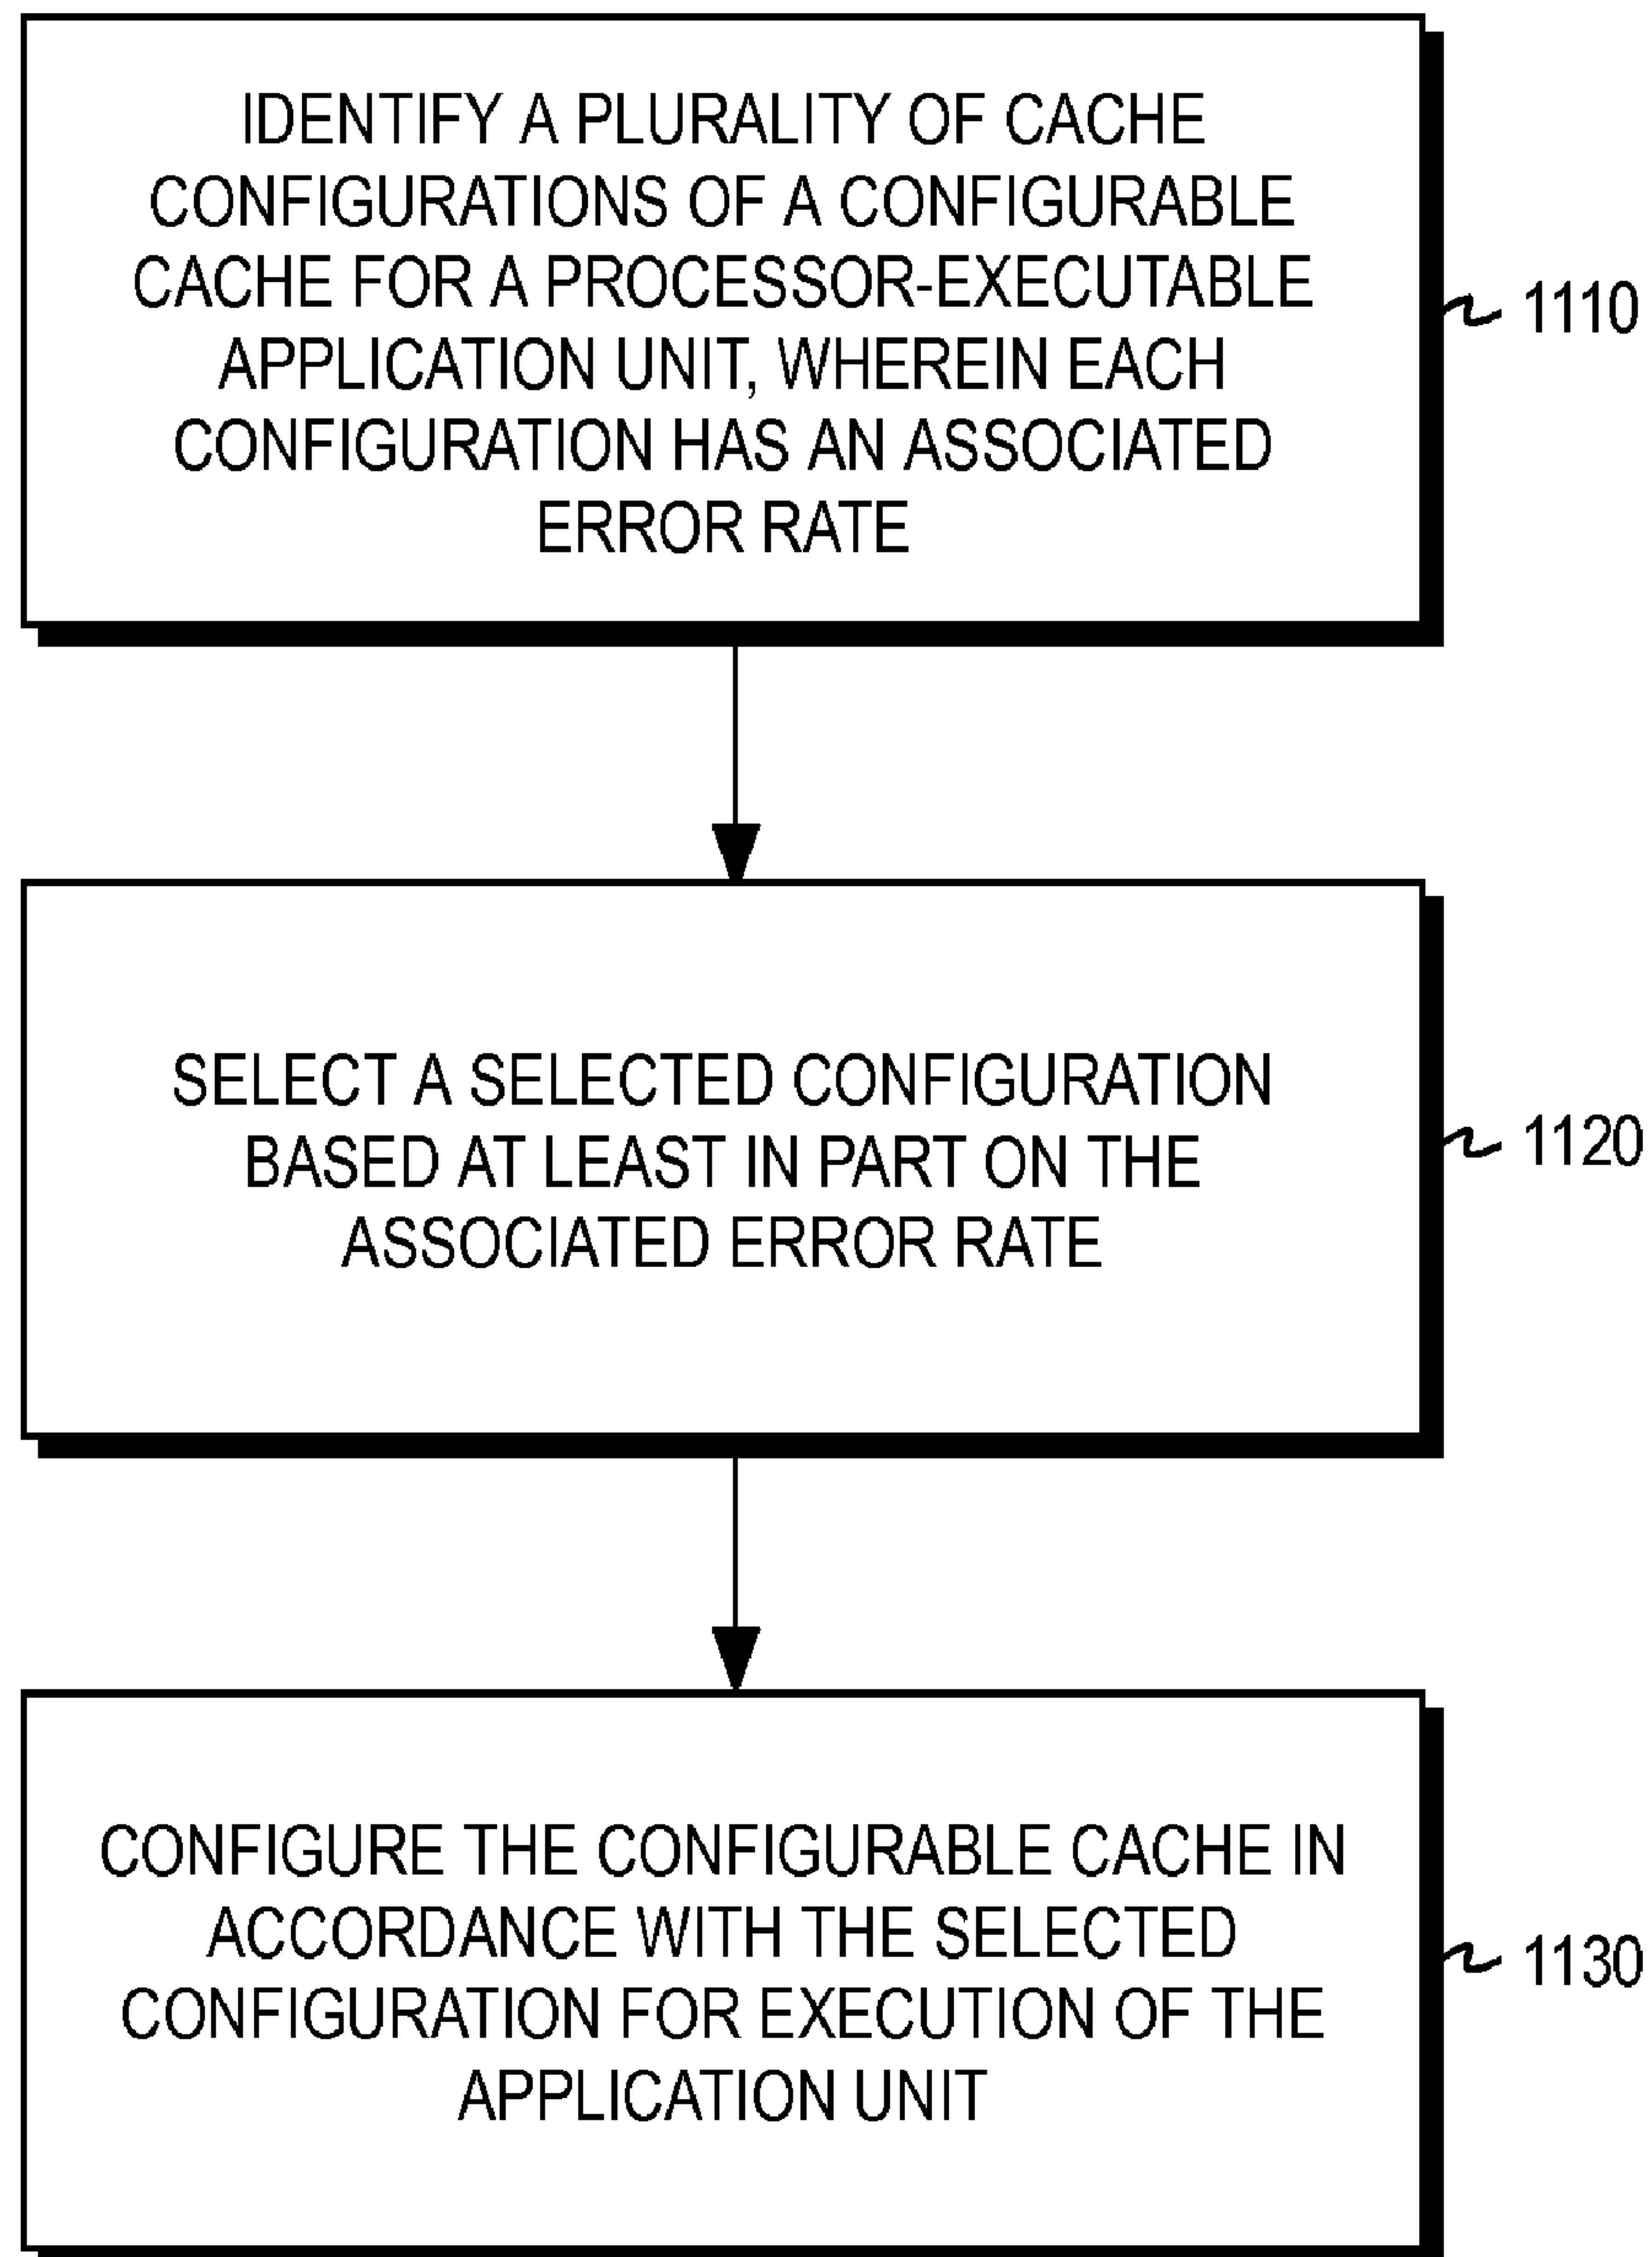 IDENTIFY A PLURALITY OF CACHE
CONFIGURATIONS OF A CONFIGURABLE
CACHE FOR A PROCESSOR-EXECUTABLE
APPLICATION UNIT, WHEREIN EACH
CONFIGURATION HAS AN ASSOCIATED
ERROR RATE
1110
SELECT A SELECTED CONFIGURATION
BASED AT LEAST IN PART ON THE
ASSOCIATED ERROR RATE
1120
CONFIGURE THE CONFIGURABLE CACHE IN
ACCORDANCE WITH THE SELECTED
CONFIGURATION FOR EXECUTION OF THE
APPLICATION UNIT
1130